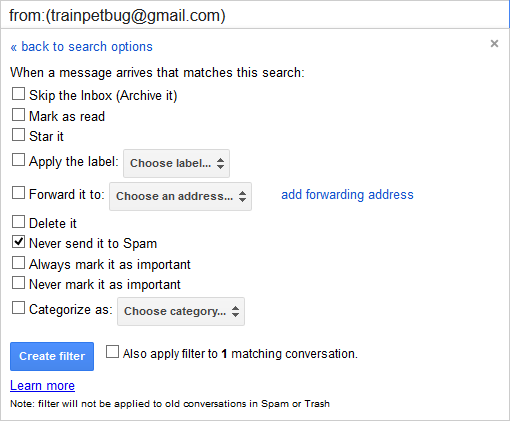 from:(trainpetbug@gmail.com)
« back to search options
×
When a message arrives that matches this search:
Skip the Inbox (Archive it)
Mark as read
Star it
Apply the label: Choose label...
Forward it to: Choose an address... add forwarding address
Delete it
Never send it to Spam
Always mark it as important
Never mark it as important
Categorize as: Choose category...
Create filter Also apply filter to 1 matching conversation.
Learn more
Note: filter will not be applied to old conversations in Spam or Trash